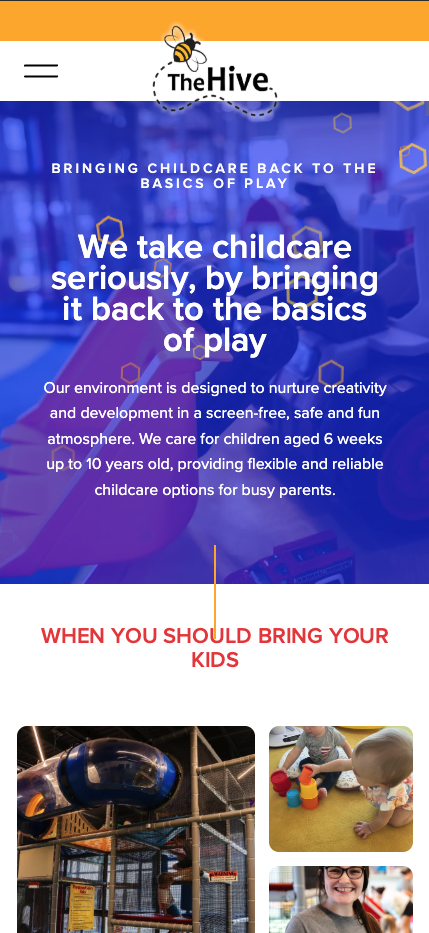 TheHive
BRINGING CHILDCARE BACK TO THE
BASICS OF PLAY
We take childcare
seriously, by bringing
it back to the basics
of play
Our environment is designed to nurture creativity
and development in a screen-free, safe and fun
atmosphere. We care for children aged 6 weeks
up to 10 years old, providing flexible and reliable
childcare options for busy parents.
WHEN YOU SHOULD BRING YOUR
KIDS